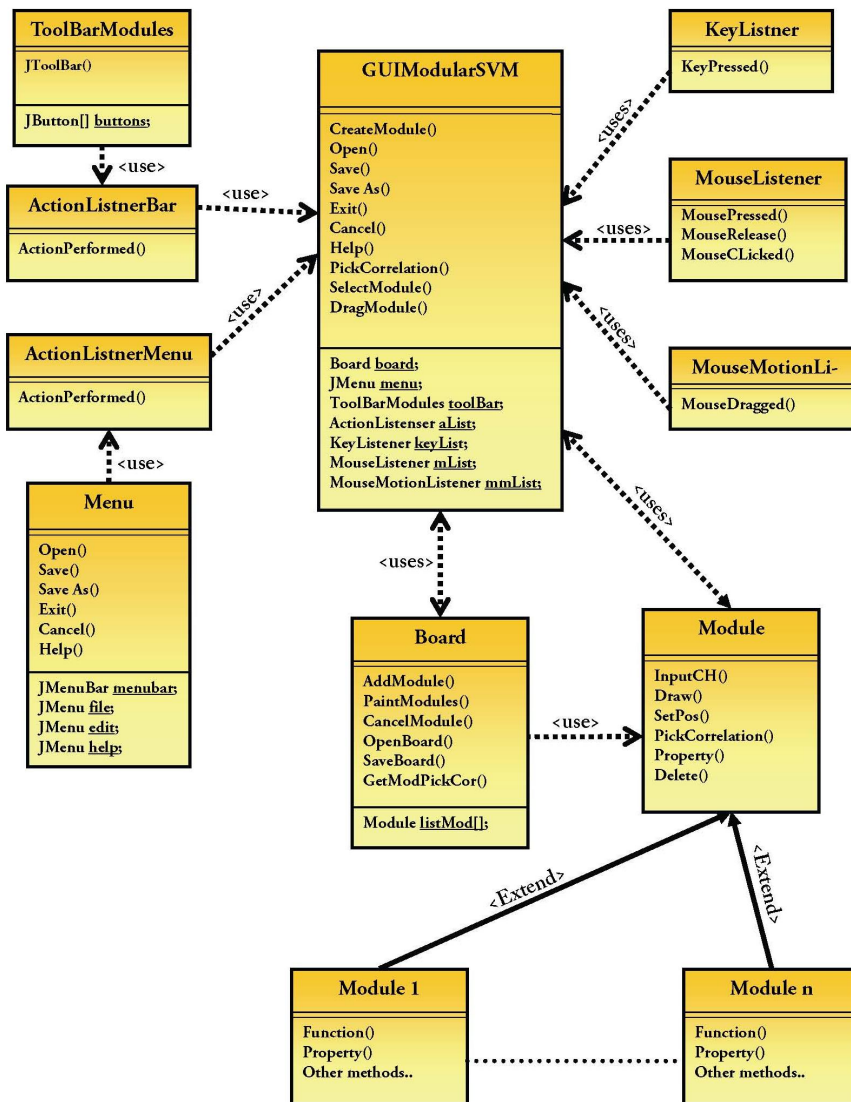 ToolBarModules
JToolBar()
JButton[] buttons;
<use>
ActionListnerBar
ActionPerformed()
<use>
ActionListnerMenu
ActionPerformed()
<use>
<use>
Menu
Open()
Save()
Save As()
Exit()
Cancel()
Help()
JMenuBar menubar;
JMenu file;
JMenu edit;
JMenu help;
GUIModularSVM
CreateModule()
Open()
Save()
Save As()
Exit()
Cancel()
Help()
PickCorrelation()
SelectModule()
DragModule()
Board board;
JMenu menu;
ToolBarModules toolBar;
ActionListenser aList;
KeyListener keyList;
MouseListener mList;
MouseMotionListener mmList;
KeyListner
KeyPressed()
<uses>
MouseListener
MousePressed()
MouseRelease()
MouseCLicked()
<uses>
<uses>
MouseMotionLi-
MouseDragged()
<uses>
<uses>
Board
AddModule()
PaintModules()
CancelModule()
OpenBoard()
SaveBoard()
GetModPickCor()
Module listMod[];
<use>
Module
InputCH()
Draw()
SetPos()
PickCorrelation()
Property()
Delete()
<Extend>
<Extend>
Module 1
Function()
Property()
Other methods..
Module n
Function()
Property()
Other methods..